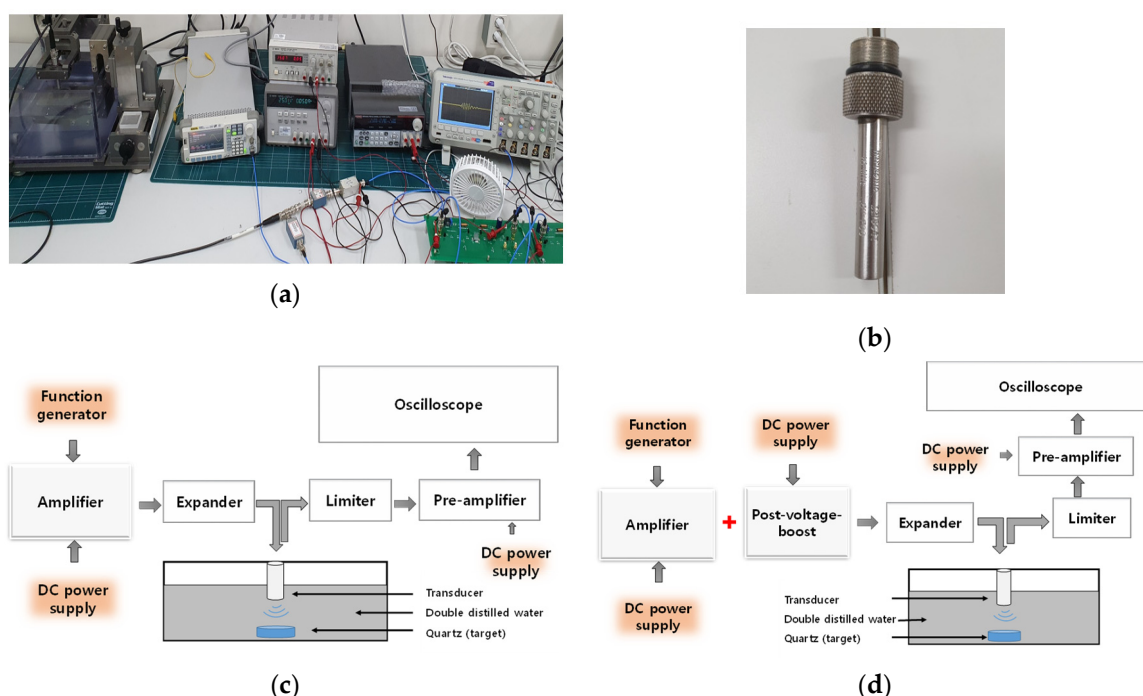 (a)
(b)
Function
generator
Amplifier
DC power
supply
Expander
Limiter
Pre-amplifier
DC power
supply
Oscilloscope
Transducer
Double distilled water
Quartz (target)
(c)
Function
generator
Amplifier
DC power
supply
+
DC power
supply
Post-voltage-
boost
Expander
Limiter
DC power
supply
Pre-amplifier
Oscilloscope
Transducer
Double distilled water
Quartz (target)
(d)